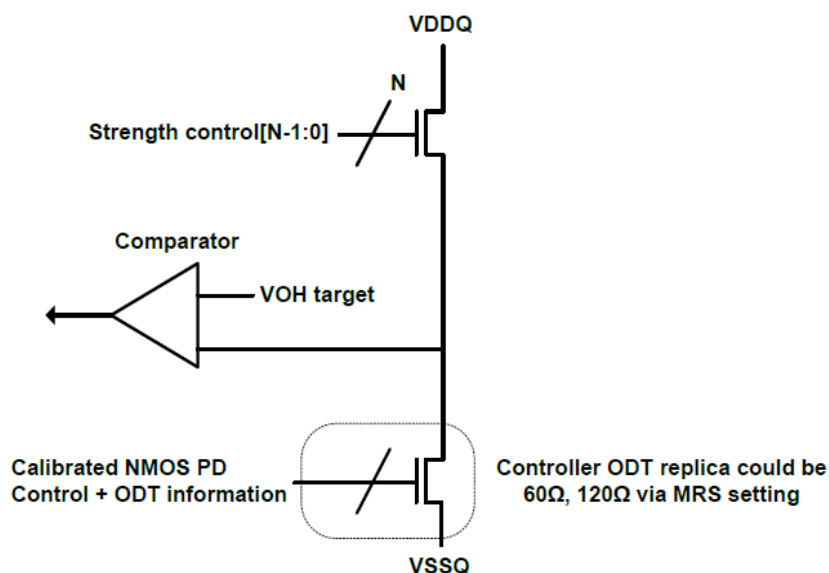 VDDQ
N
Strength control[N-1:0]
Comparator
VOH target
Calibrated NMOS PD
Control + ODT information
Controller ODT replica could be
60Ω, 120Ω via MRS setting
VSSQ